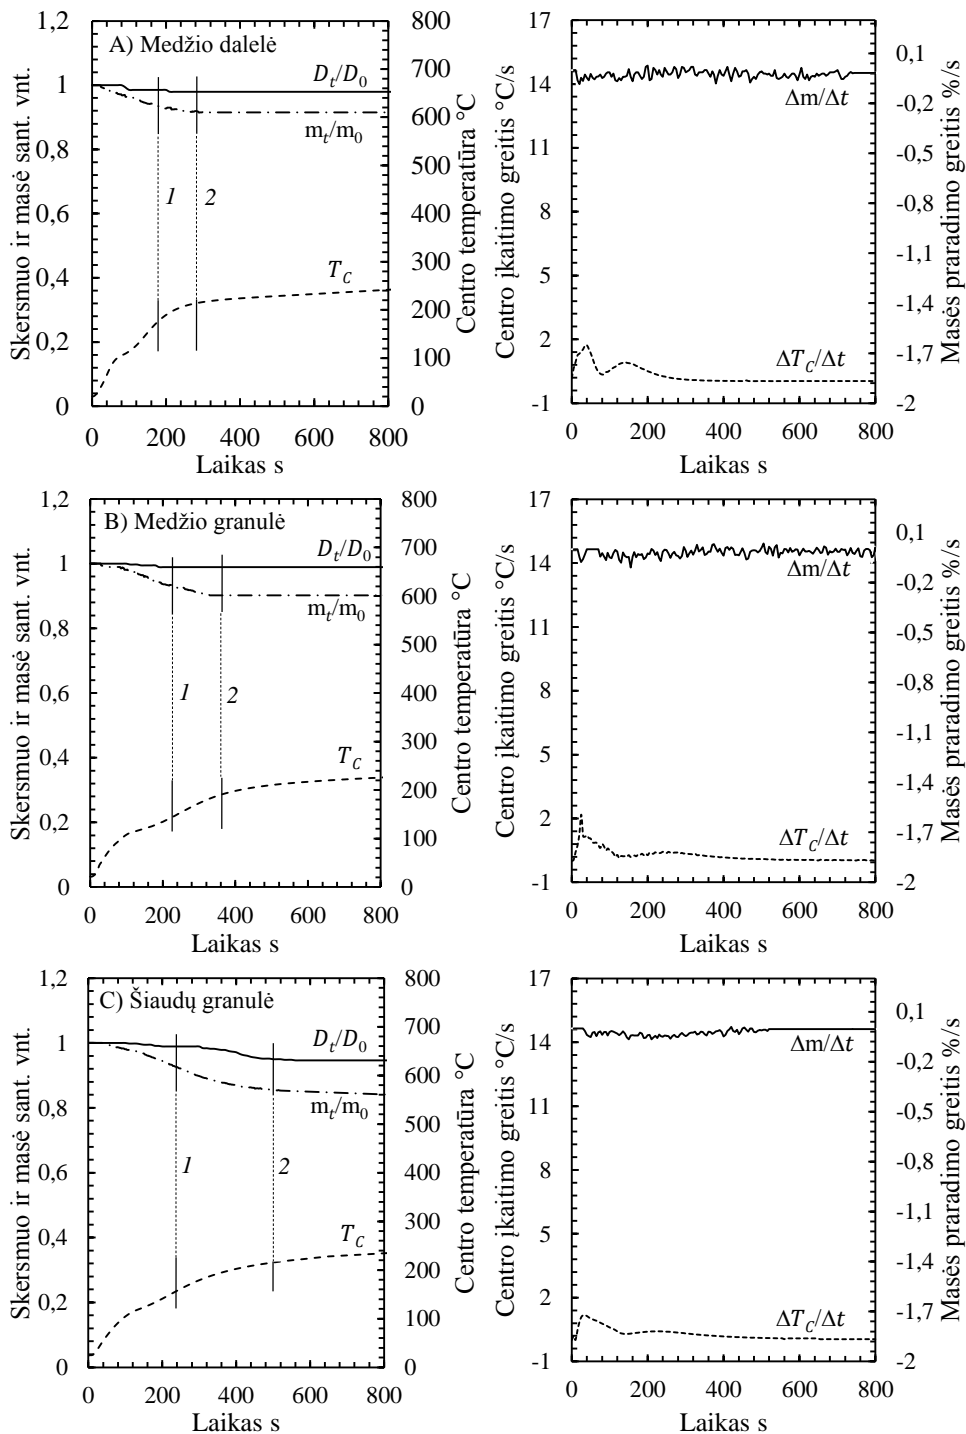 A) Medžio dalelė
Skersmuo ir masė sant. vnt.
1,2
1
0,8
0,6
0,4
0,2
0
Centro temperatūra °C
800
700
600
500
400
300
200
100
0
D_t/D_0
m_t/m_0
1
2
T_C
0 200 400 600 800
Laikas s
Centro įkaitimo greitis °C/s
17
14
11
8
5
2
-1
Masės praradimo greitis %/s
0,1
-0,2
-0,5
-0,8
-1,1
-1,4
-1,7
-2
Δm/Δt
ΔT_C/Δt
0 200 400 600 800
Laikas s
B) Medžio granulė
Skersmuo ir masė sant. vnt.
1,2
1
0,8
0,6
0,4
0,2
0
Centro temperatūra °C
800
700
600
500
400
300
200
100
0
D_t/D_0
m_t/m_0
1
2
T_C
0 200 400 600 800
Laikas s
Centro įkaitimo greitis °C/s
17
14
11
8
5
2
-1
Masės praradimo greitis %/s
0,1
-0,2
-0,5
-0,8
-1,1
-1,4
-1,7
-2
Δm/Δt
ΔT_C/Δt
0 200 400 600 800
Laikas s
C) Šiaudų granulė
Skersmuo ir masė sant. vnt.
1,2
1
0,8
0,6
0,4
0,2
0
Centro temperatūra °C
800
700
600
500
400
300
200
100
0
D_t/D_0
m_t/m_0
1
2
T_C
0 200 400 600 800
Laikas s
Centro įkaitimo greitis °C/s
17
14
11
8
5
2
-1
Masės praradimo greitis %/s
0,1
-0,2
-0,5
-0,8
-1,1
-1,4
-1,7
-2
Δm/Δt
ΔT_C/Δt
0 200 400 600 800
Laikas s